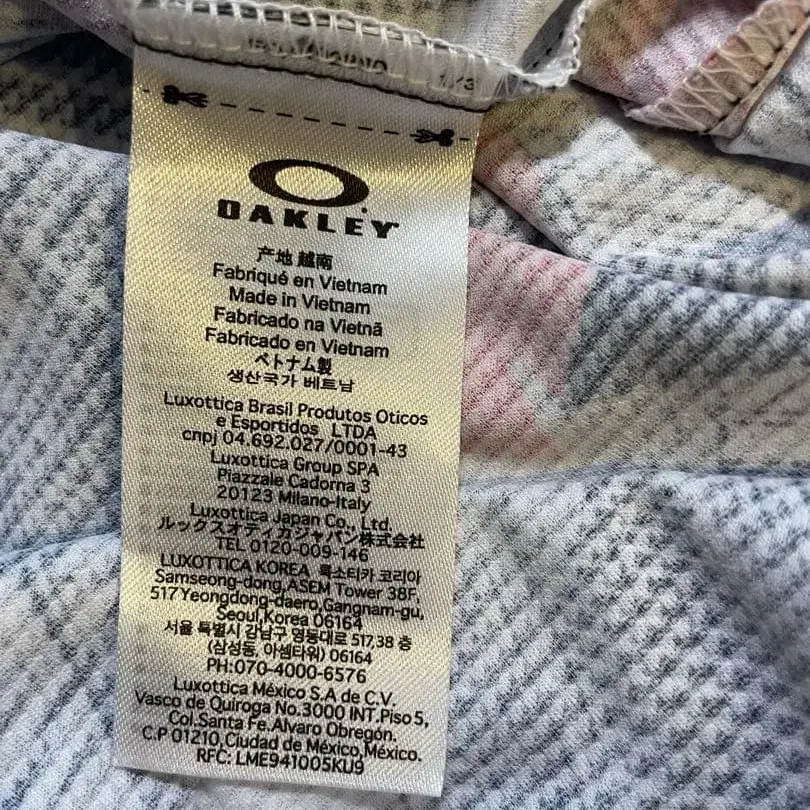 1/3
OAKLEY
产地 越南
Fabriqué en Vietnam
Made in Vietnam
Fabricado na Vietnã
Fabricado en Vietnam
ベトナム製
생산국가 베트남
Luxottica Brasil Produtos Oticos
e Esportidos LTDA
cnpj 04.692.027/0001-43
Luxottica Group SPA
Piazzale Cadorna 3
20123 Milano-Italy
Luxottica Japan Co., Ltd.
ルックスオティカジャパン株式会社
TEL 0120-009-146
LUXOTTICA KOREA 룩소티카 코리아
Samseong-dong,ASEM Tower 38F,
517 Yeongdong-daero,Gangnam-gu,
Seoul,Korea 06164
서울 특별시 강남구 영동대로 517,38 층
(삼성동, 아셈타워) 06164
PH:070-4000-6576
Luxottica México S.A de C.V.
Vasco de Quiroga No.3000 INT.Piso 5,
Col.Santa Fe.Alvaro Obregón.
C.P 01210,Ciudad de México,México.
RFC: LME941005KU9